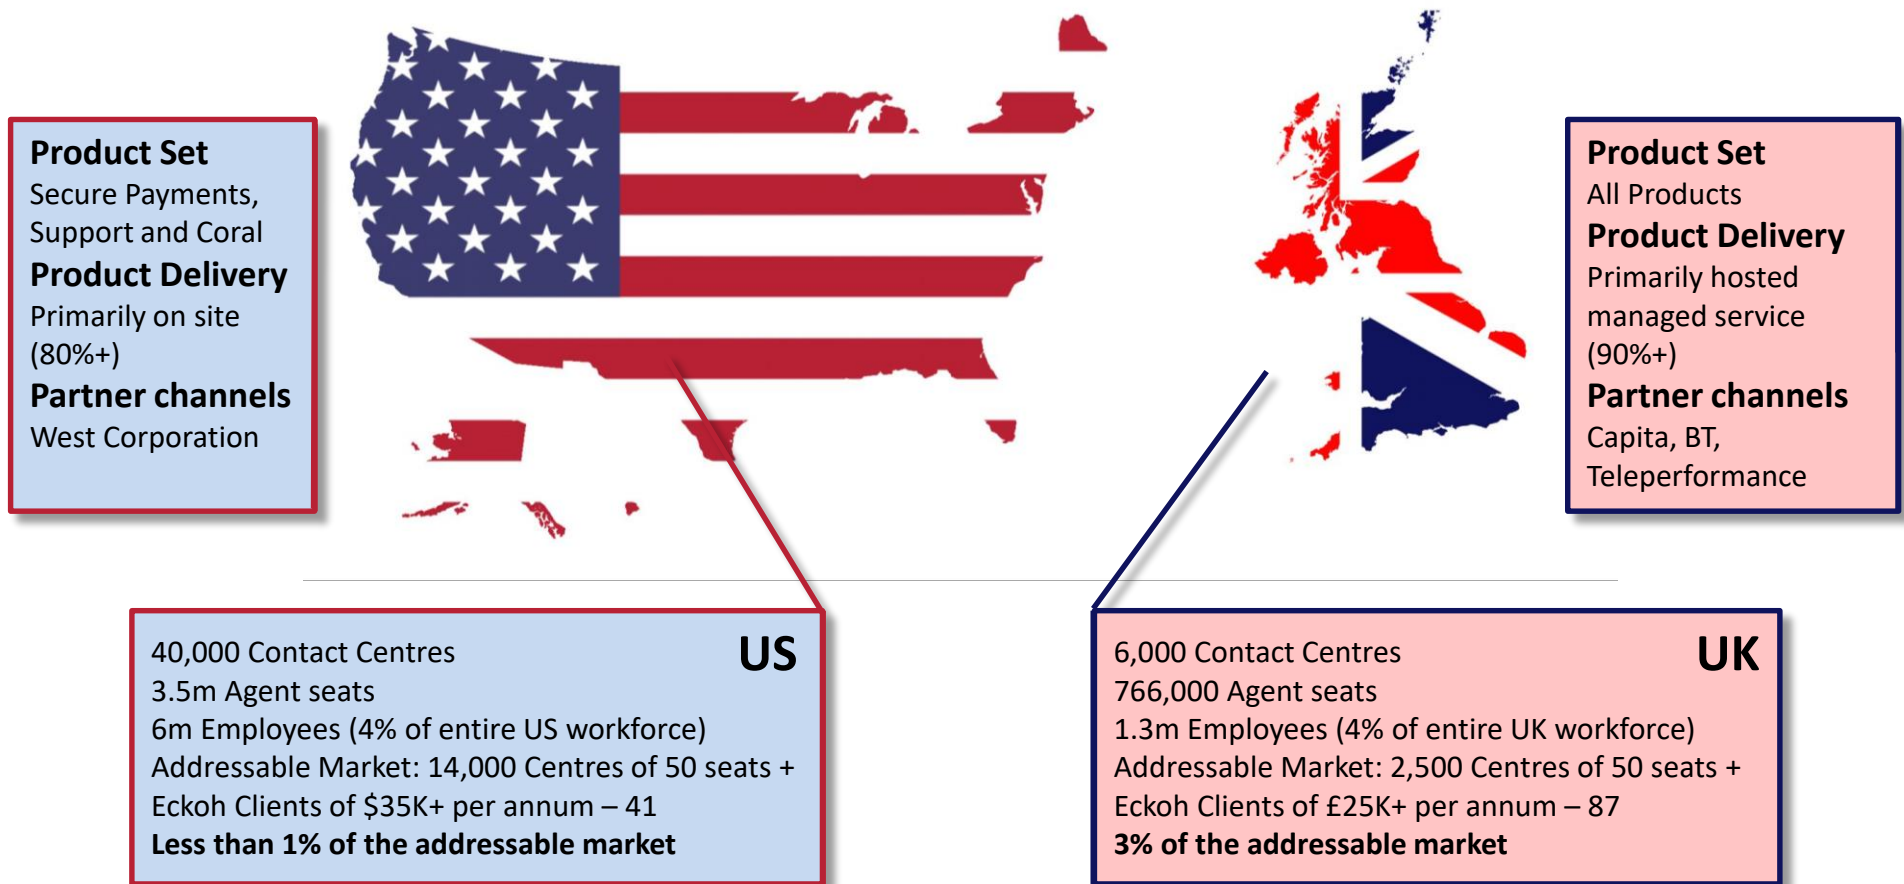 Product Set
Secure Payments,
Support and Coral
Product Delivery
Primarily on site
(80%+)
Partner channels
West Corporation
Product Set
All Products
Product Delivery
Primarily hosted
managed service
(90%+)
Partner channels
Capita, BT,
Teleperformance
US
40,000 Contact Centres
3.5m Agent seats
6m Employees (4% of entire US workforce)
Addressable Market: 14,000 Centres of 50 seats +
Eckoh Clients of $35K+ per annum – 41
Less than 1% of the addressable market
UK
6,000 Contact Centres
766,000 Agent seats
1.3m Employees (4% of entire UK workforce)
Addressable Market: 2,500 Centres of 50 seats +
Eckoh Clients of £25K+ per annum – 87
3% of the addressable market